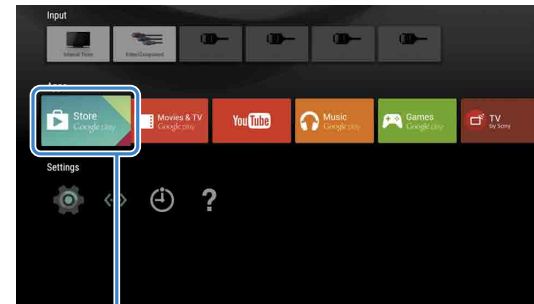 Input
Internal Tuner
Video/Component
Apps
Store
Google play
Movies & TV
Google play
YouTube
Music
Google play
Games
Google play
TV
by Sony
Settings
?